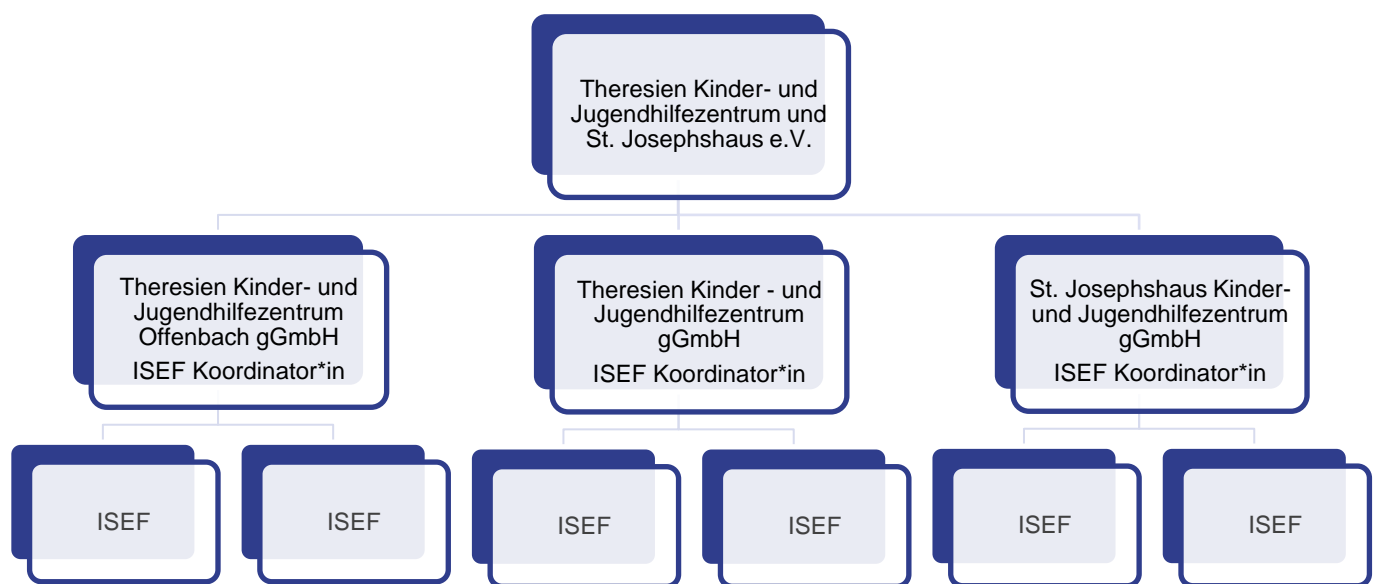 Theresien Kinder- und
Jugendhilfezentrum und
St. Josephshaus e.V.
Theresien Kinder- und
Jugendhilfezentrum
Offenbach gGmbH
ISEF Koordinator*in
Theresien Kinder - und
Jugendhilfezentrum
gGmbH
ISEF Koordinator*in
St. Josephshaus Kinder-
und Jugendhilfezentrum
gGmbH
ISEF Koordinator*in
ISEF
ISEF
ISEF
ISEF
ISEF
ISEF